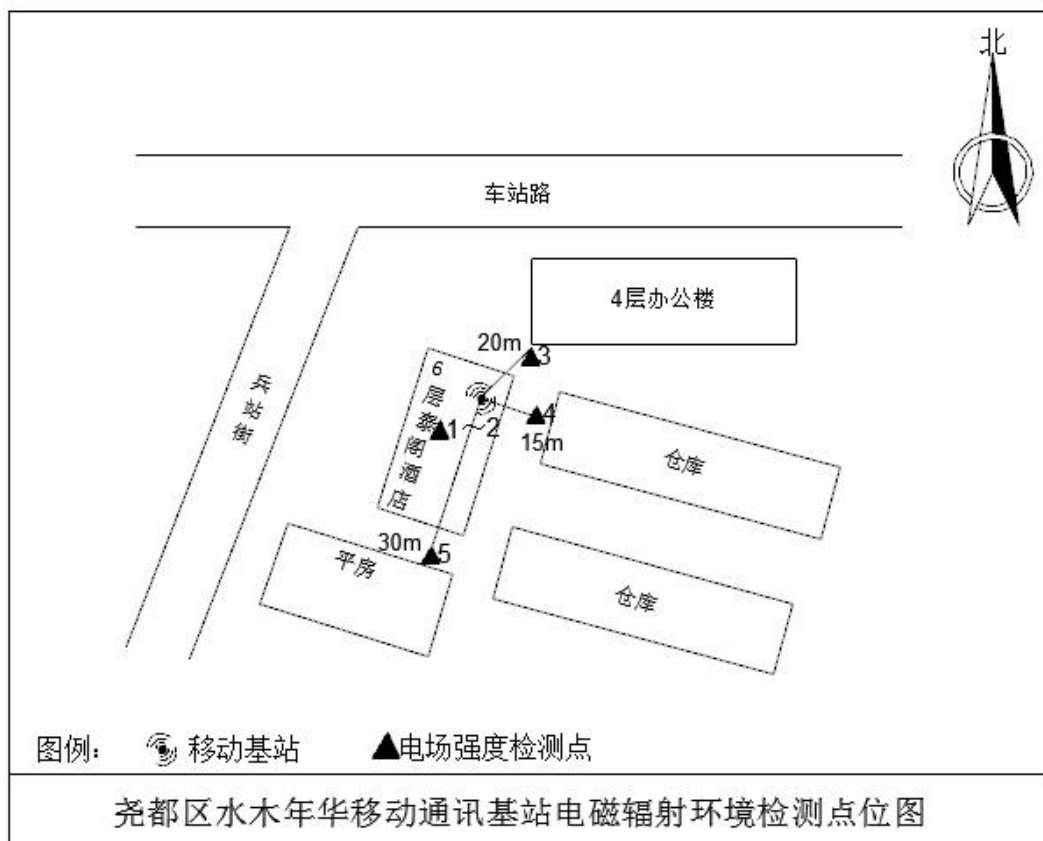 北
车站路
4层办公楼
20m
3
6层黎阁酒店
兵站街
1～2
4
15m
仓库
30m
5
平房
仓库
图例：
移动基站
电场强度检测点
尧都区水木年华移动通讯基站电磁辐射环境检测点位图